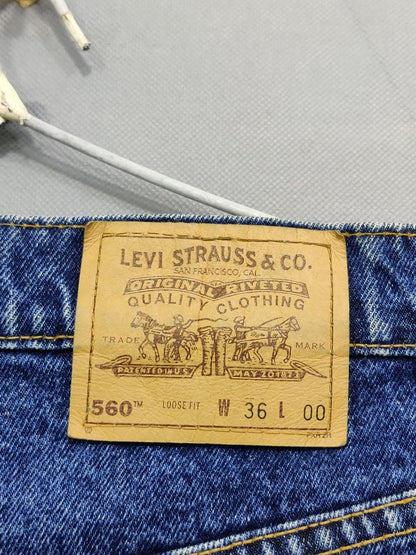 LEVI STRAUSS & CO.
SAN FRANCISCO, CAL.
ORIGINAL RIVETED
QUALITY CLOTHING
TRADE MARK
PATENTED IN U.S. MAY 20 1873
560™ LOOSE FIT W 36 L 00